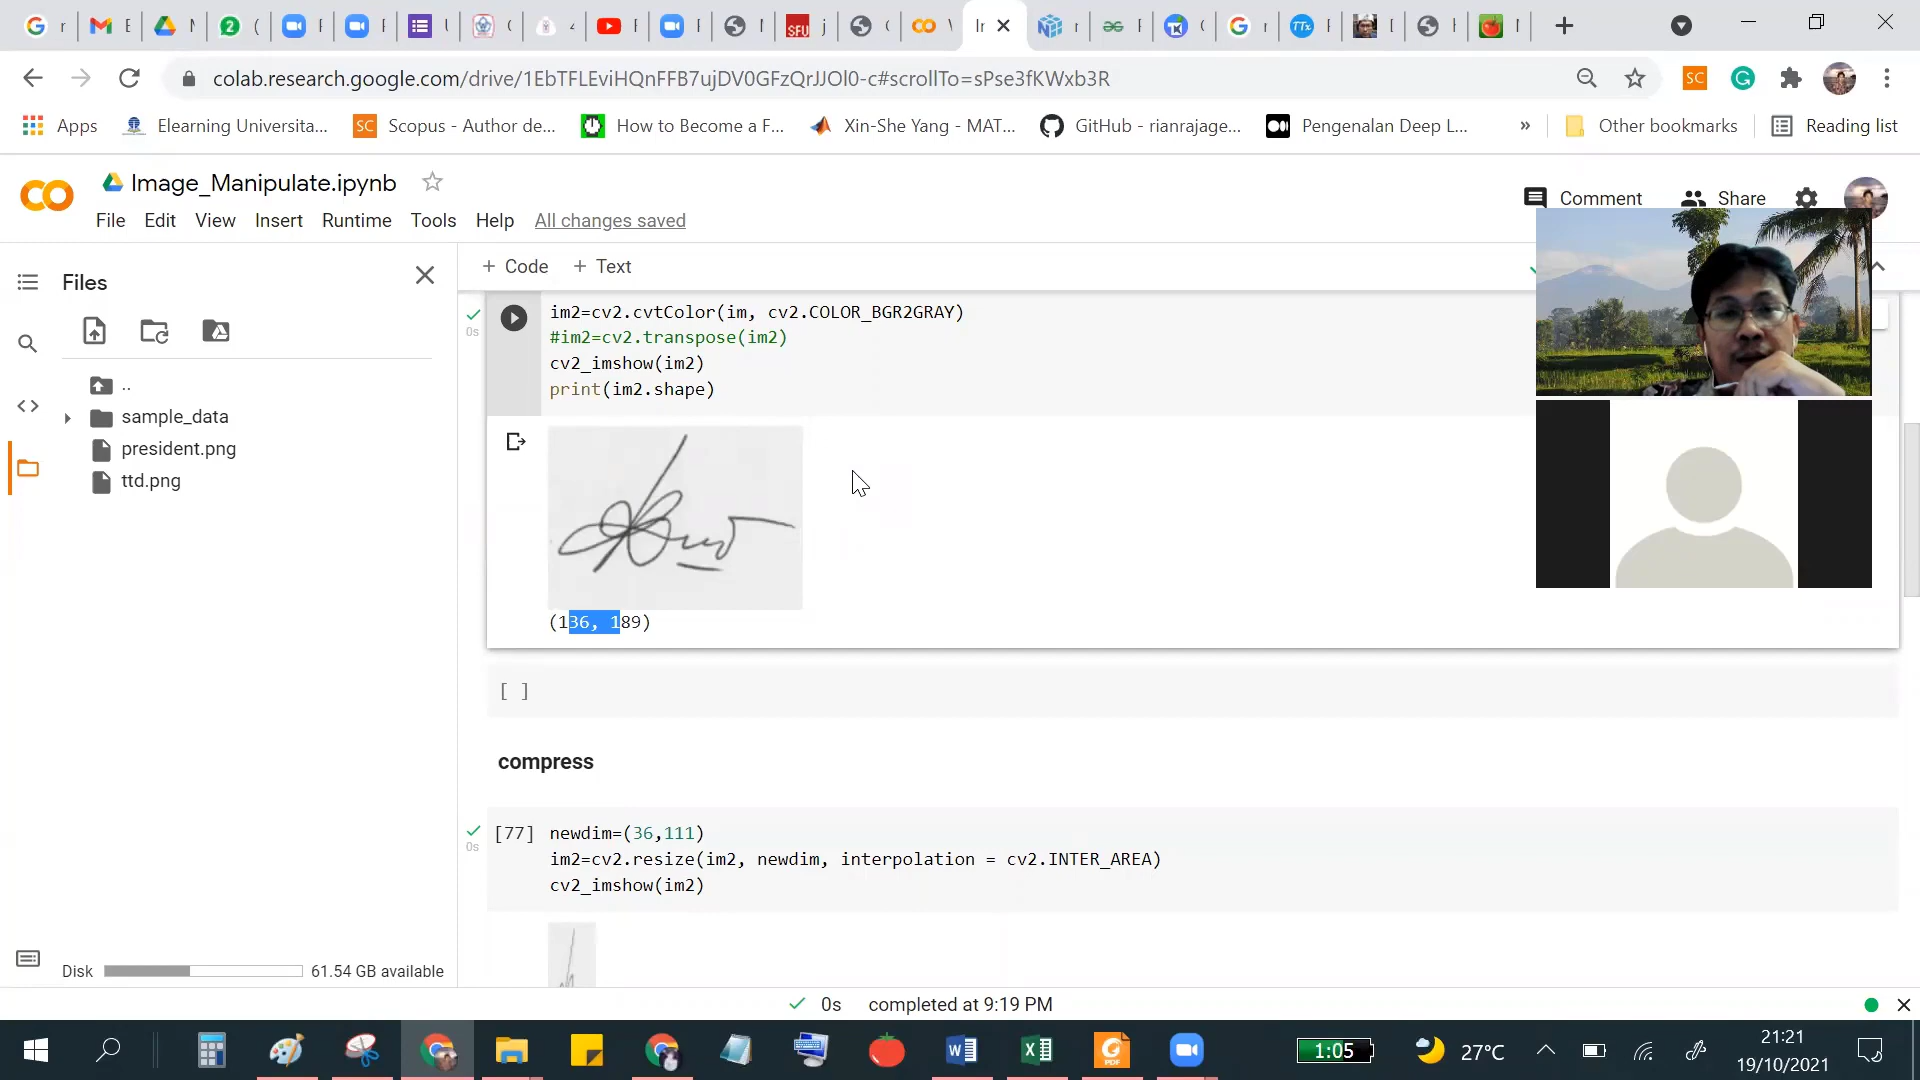 colab.research.google.com/drive/1EbTFLEviHQnFFB7ujDV0GFzQrJJOl0-c#scrollTo=sPse3fKWxb3R
Apps
Elearning Universita...
Scopus - Author de...
How to Become a F...
Xin-She Yang - MAT...
GitHub - rianrajage...
Pengenalan Deep L...
»
Other bookmarks
Reading list
Image_Manipulate.ipynb
Comment
Share
File Edit View Insert Runtime Tools Help All changes saved
Files
+ Code + Text
..
sample_data
president.png
ttd.png
im2=cv2.cvtColor(im, cv2.COLOR_BGR2GRAY)
#im2=cv2.transpose(im2)
cv2_imshow(im2)
print(im2.shape)
0s
(136, 189)
[ ]
compress
[77] newdim=(36,111)
im2=cv2.resize(im2, newdim, interpolation = cv2.INTER_AREA)
cv2_imshow(im2)
0s
Disk 61.54 GB available
0s completed at 9:19 PM
1:05
27°C
21:21
19/10/2021